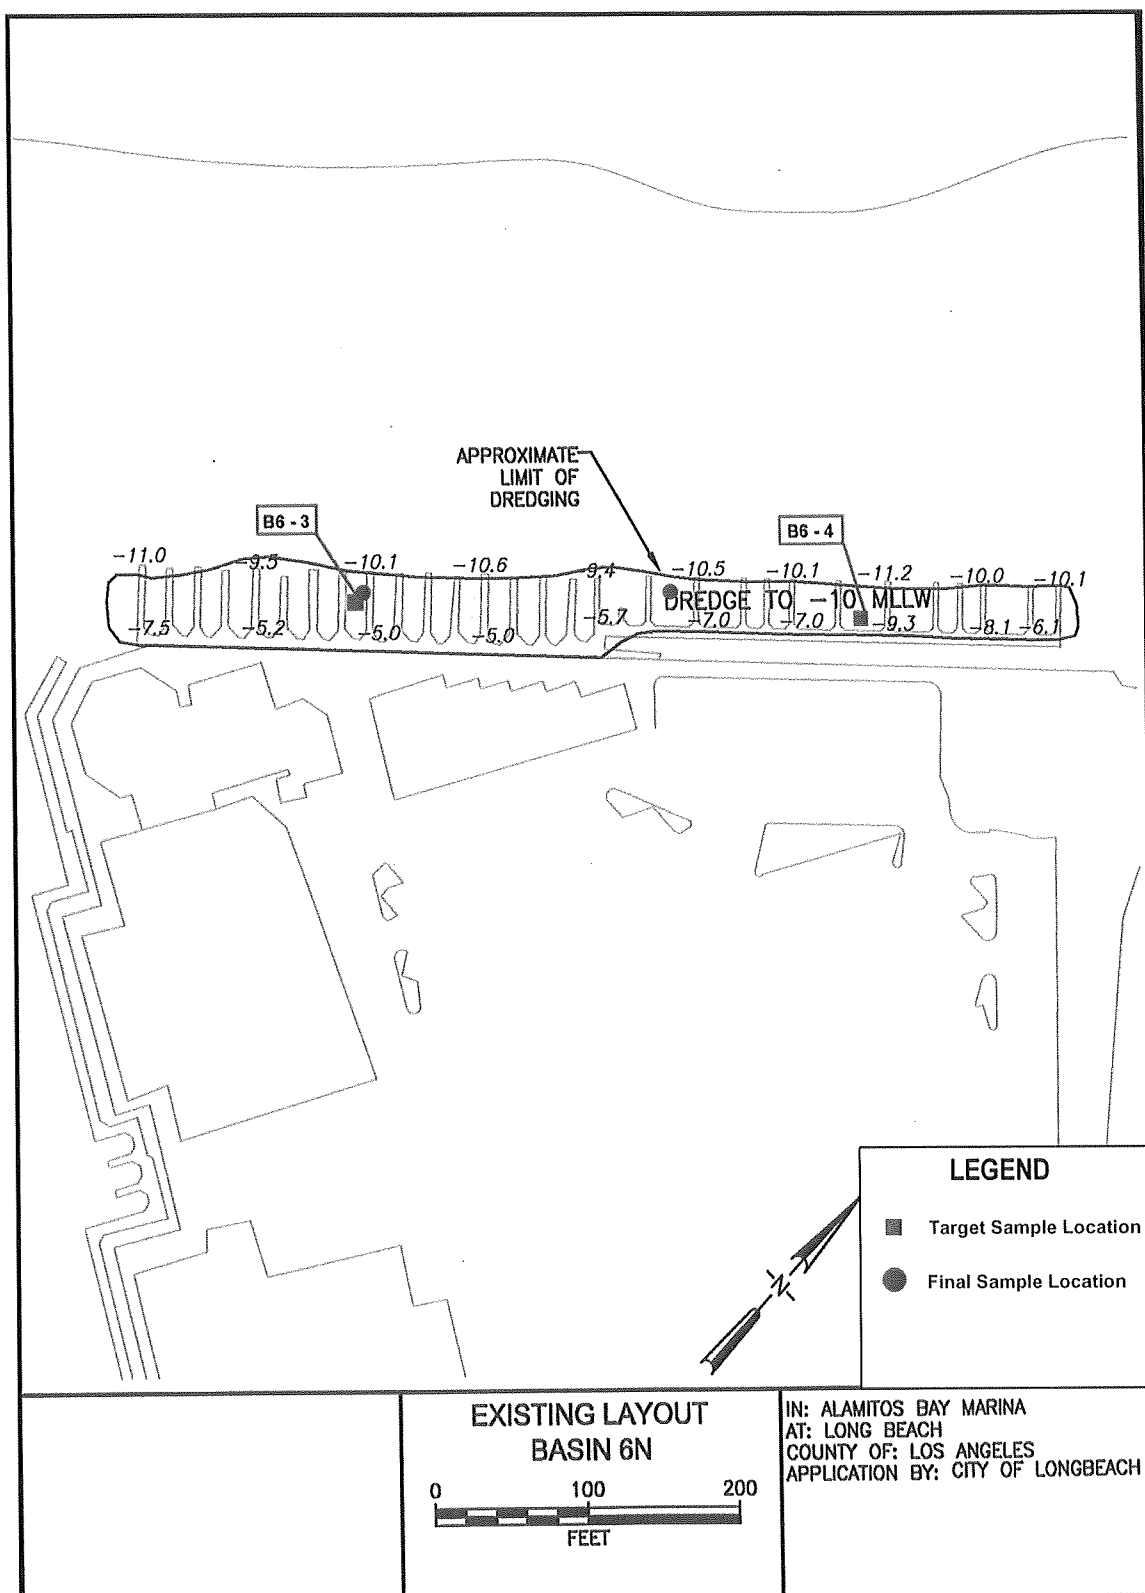 APPROXIMATE
LIMIT OF
DREDGING
B6 - 3
B6 - 4
-11.0
-9.5
-10.1
-10.6
-9.4
-10.5
-10.1
-11.2
-10.0
-10.1
DREDGE TO -10 MLLW
-7.5
-5.2
-5.0
-5.0
-5.7
-7.0
-7.0
-9.3
-8.1
-6.1
LEGEND
Target Sample Location
Final Sample Location
N
EXISTING LAYOUT
BASIN 6N
0 100 200
FEET
IN: ALAMITOS BAY MARINA
AT: LONG BEACH
COUNTY OF: LOS ANGELES
APPLICATION BY: CITY OF LONGBEACH